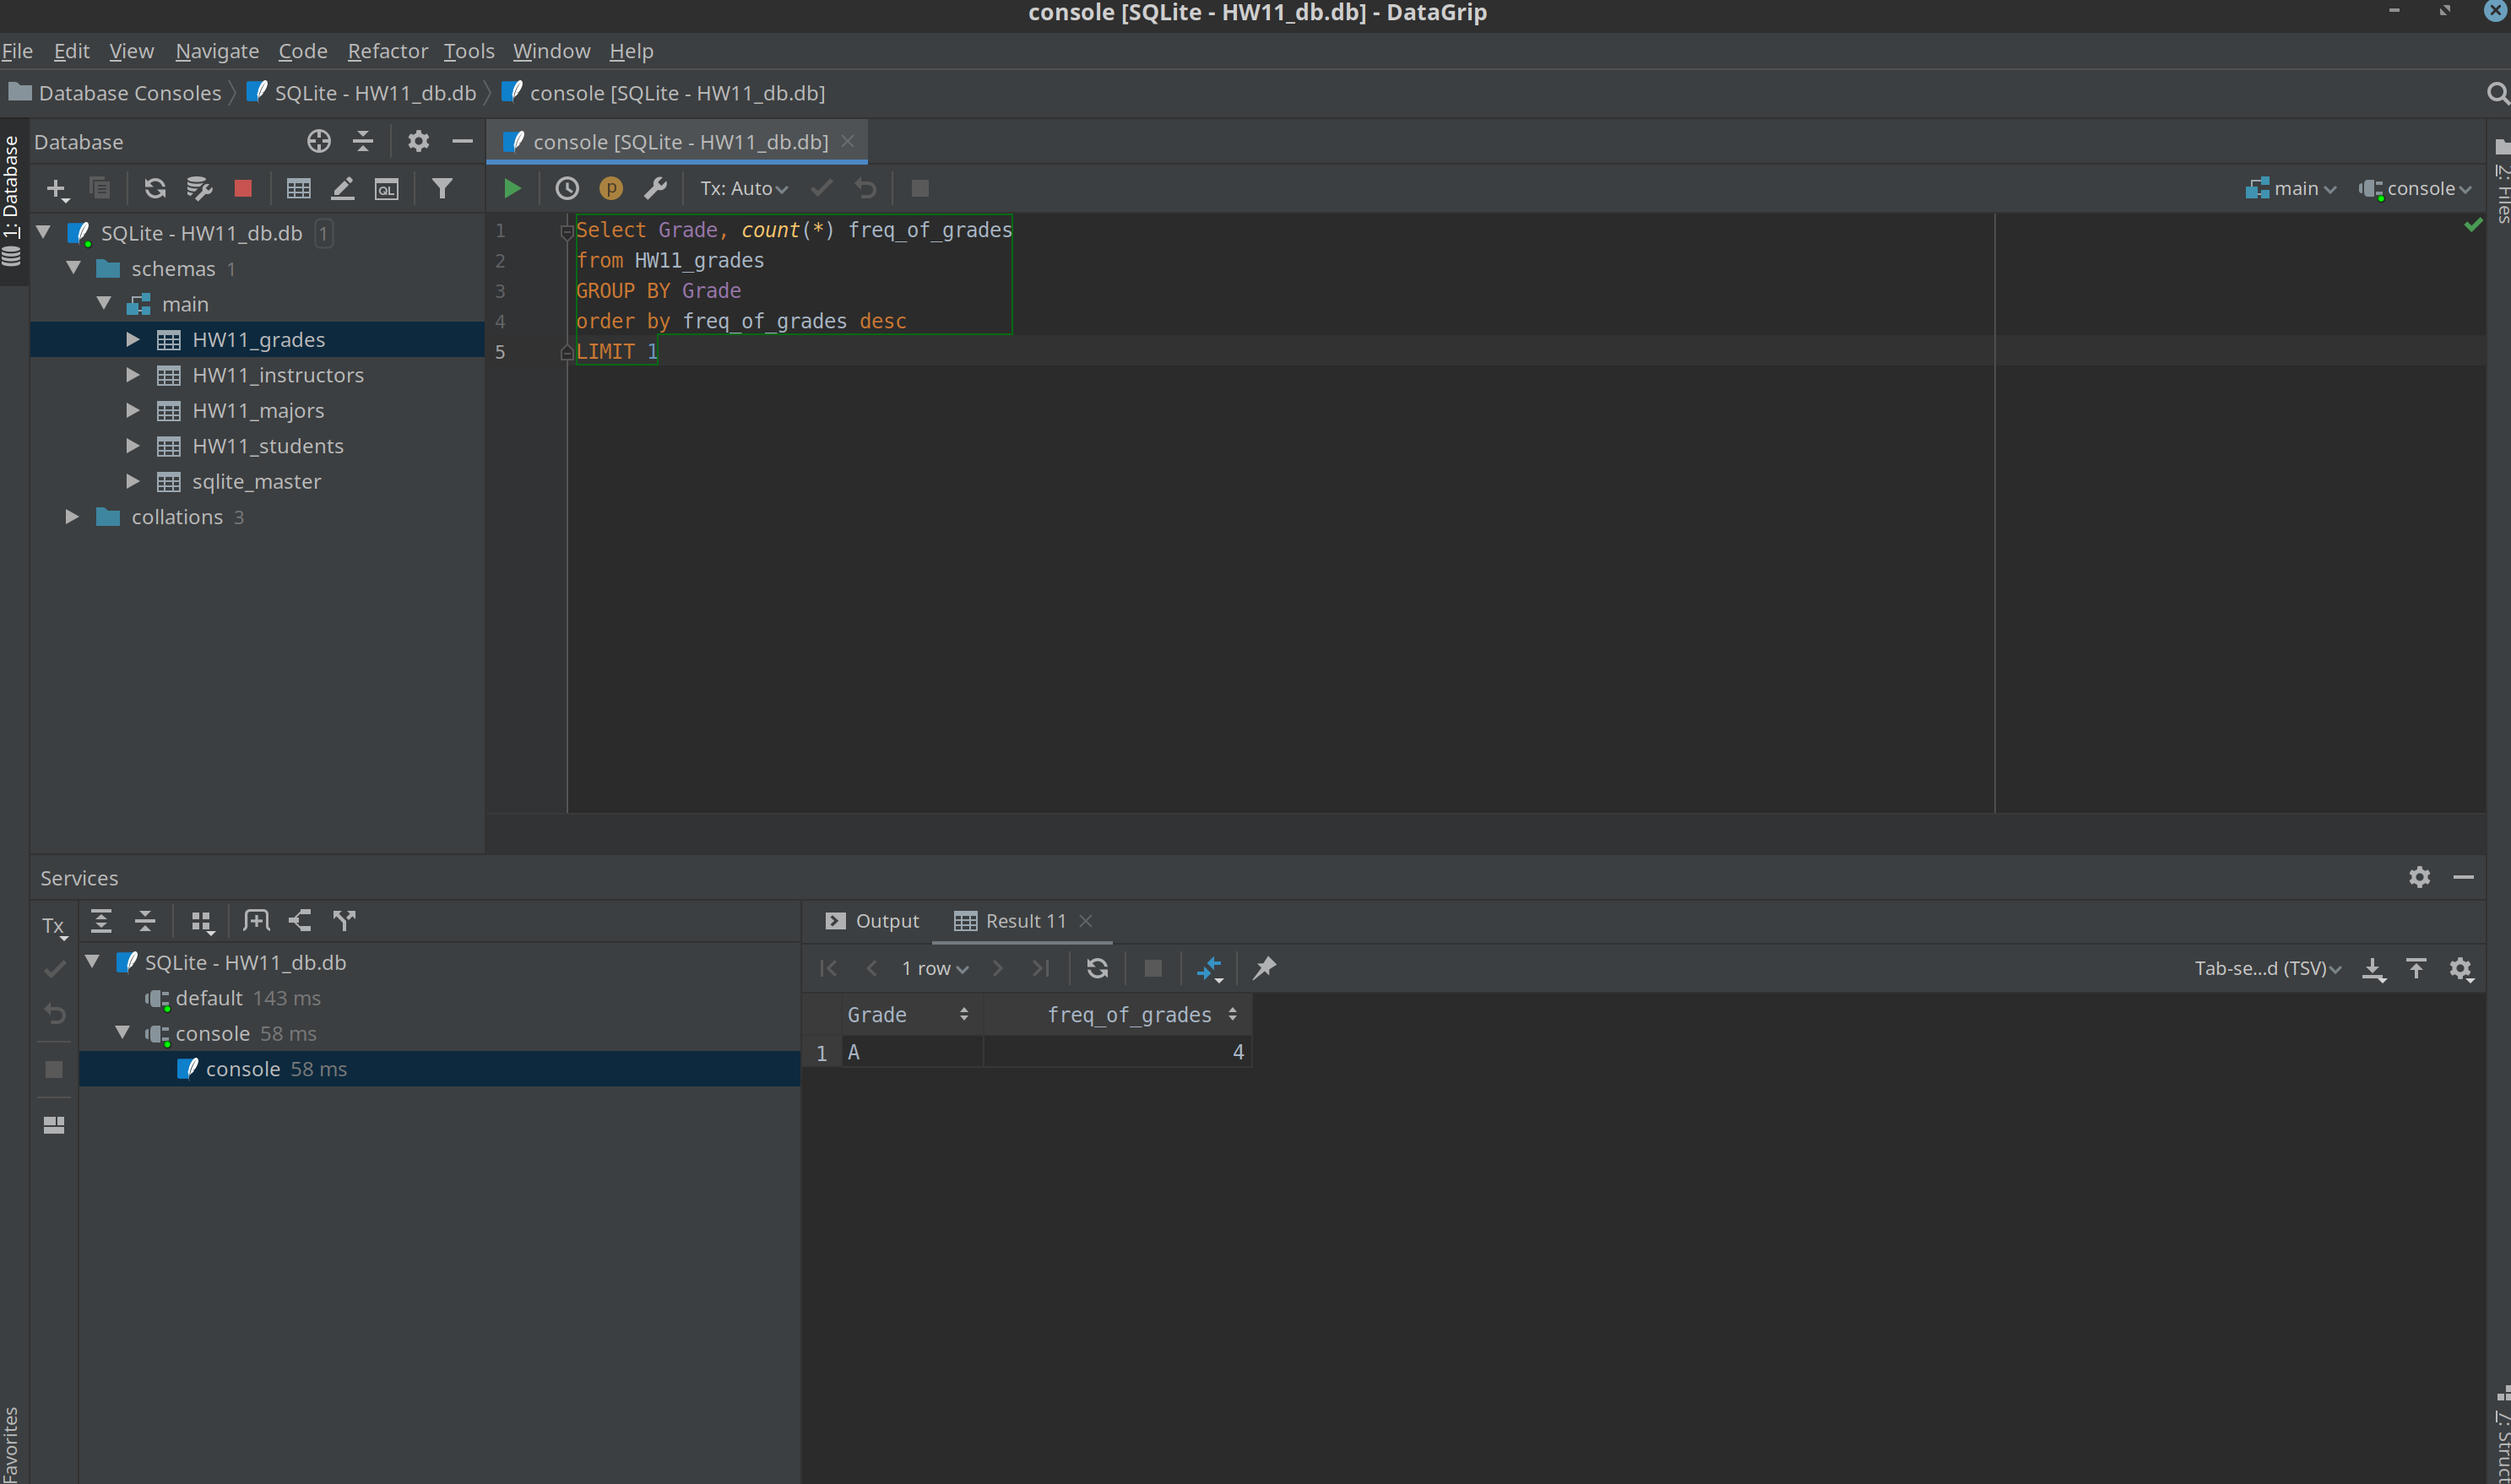 console [SQLite - HW11_db.db] - DataGrip
File Edit View Navigate Code Refactor Tools Window Help
Database Consoles SQLite - HW11_db.db console [SQLite - HW11_db.db]
1: Database
Database
console [SQLite - HW11_db.db]
QL
p
Tx: Auto
main
console
2: Files
SQLite - HW11_db.db 1
schemas 1
main
HW11_grades
HW11_instructors
HW11_majors
HW11_students
sqlite_master
collations 3
1 Select Grade, count(*) freq_of_grades
2 from HW11_grades
3 GROUP BY Grade
4 order by freq_of_grades desc
5 LIMIT 1
Services
Tx
SQLite - HW11_db.db
default 143 ms
console 58 ms
console 58 ms
Output
Result 11
1 row
Tab-se...d (TSV)
Grade freq_of_grades
1 A 4
Favorites
7: Struct